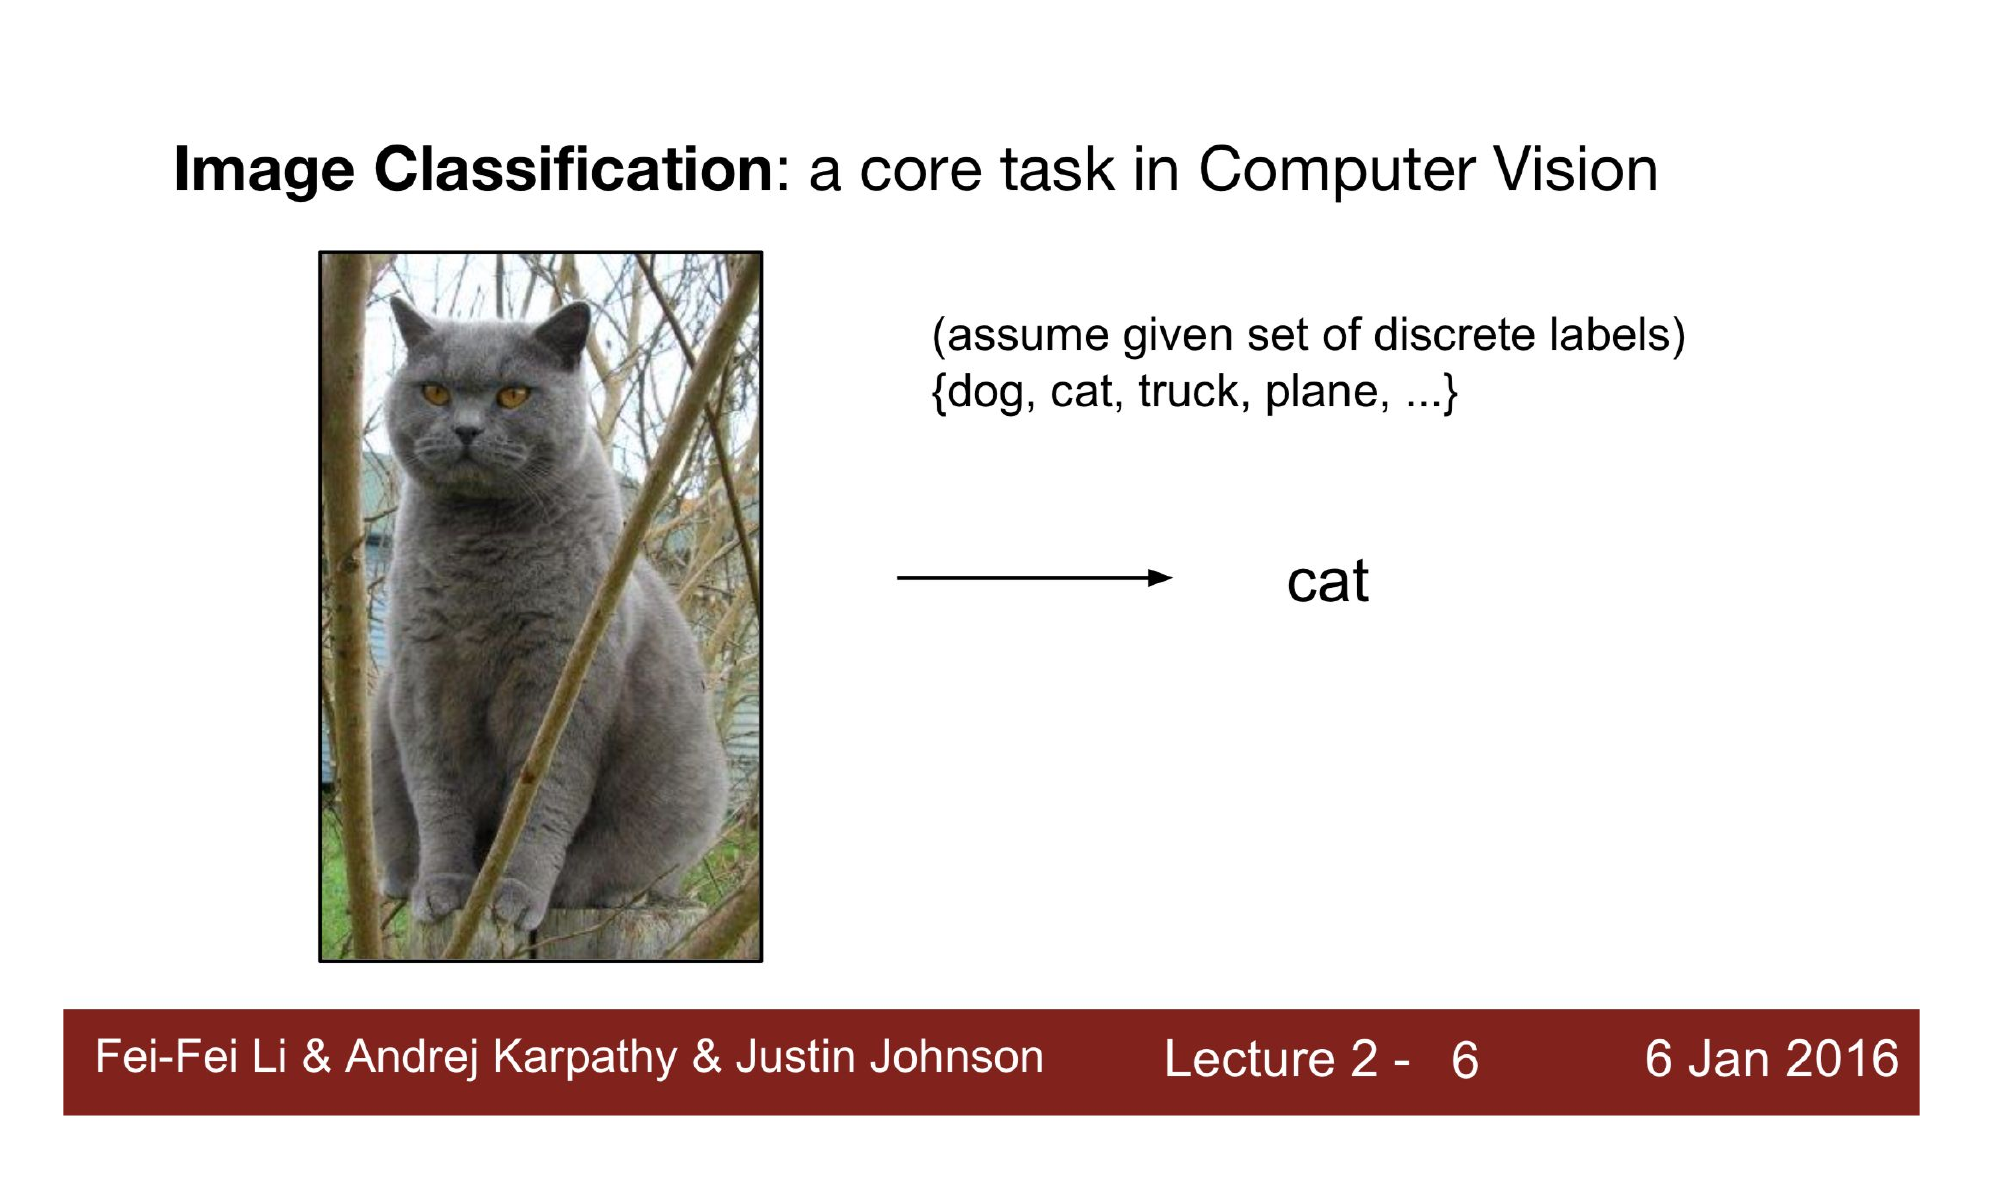 Image Classification: a core task in Computer Vision
(assume given set of discrete labels)
{dog, cat, truck, plane, ...}
cat
Fei-Fei Li & Andrej Karpathy & Justin Johnson Lecture 2 - 6 6 Jan 2016